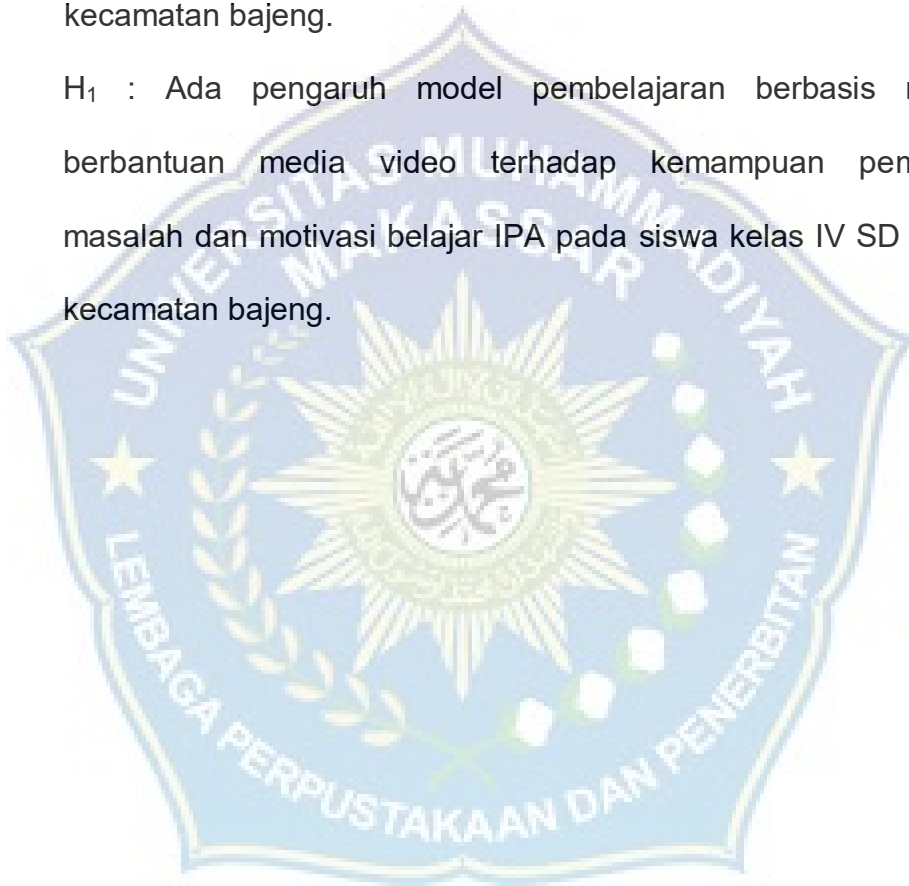 kecamatan bajeng.
H₁ : Ada pengaruh model pembelajaran berbasis
berbantuan media video terhadap kemampuan
masalah dan motivasi belajar IPA pada siswa kelas IV SD
kecamatan bajeng.
UNIVERSITAS MUHAMMADIYAH
MAKASSAR
LEMBAGA PERPUSTAKAAN DAN PENERBITAN